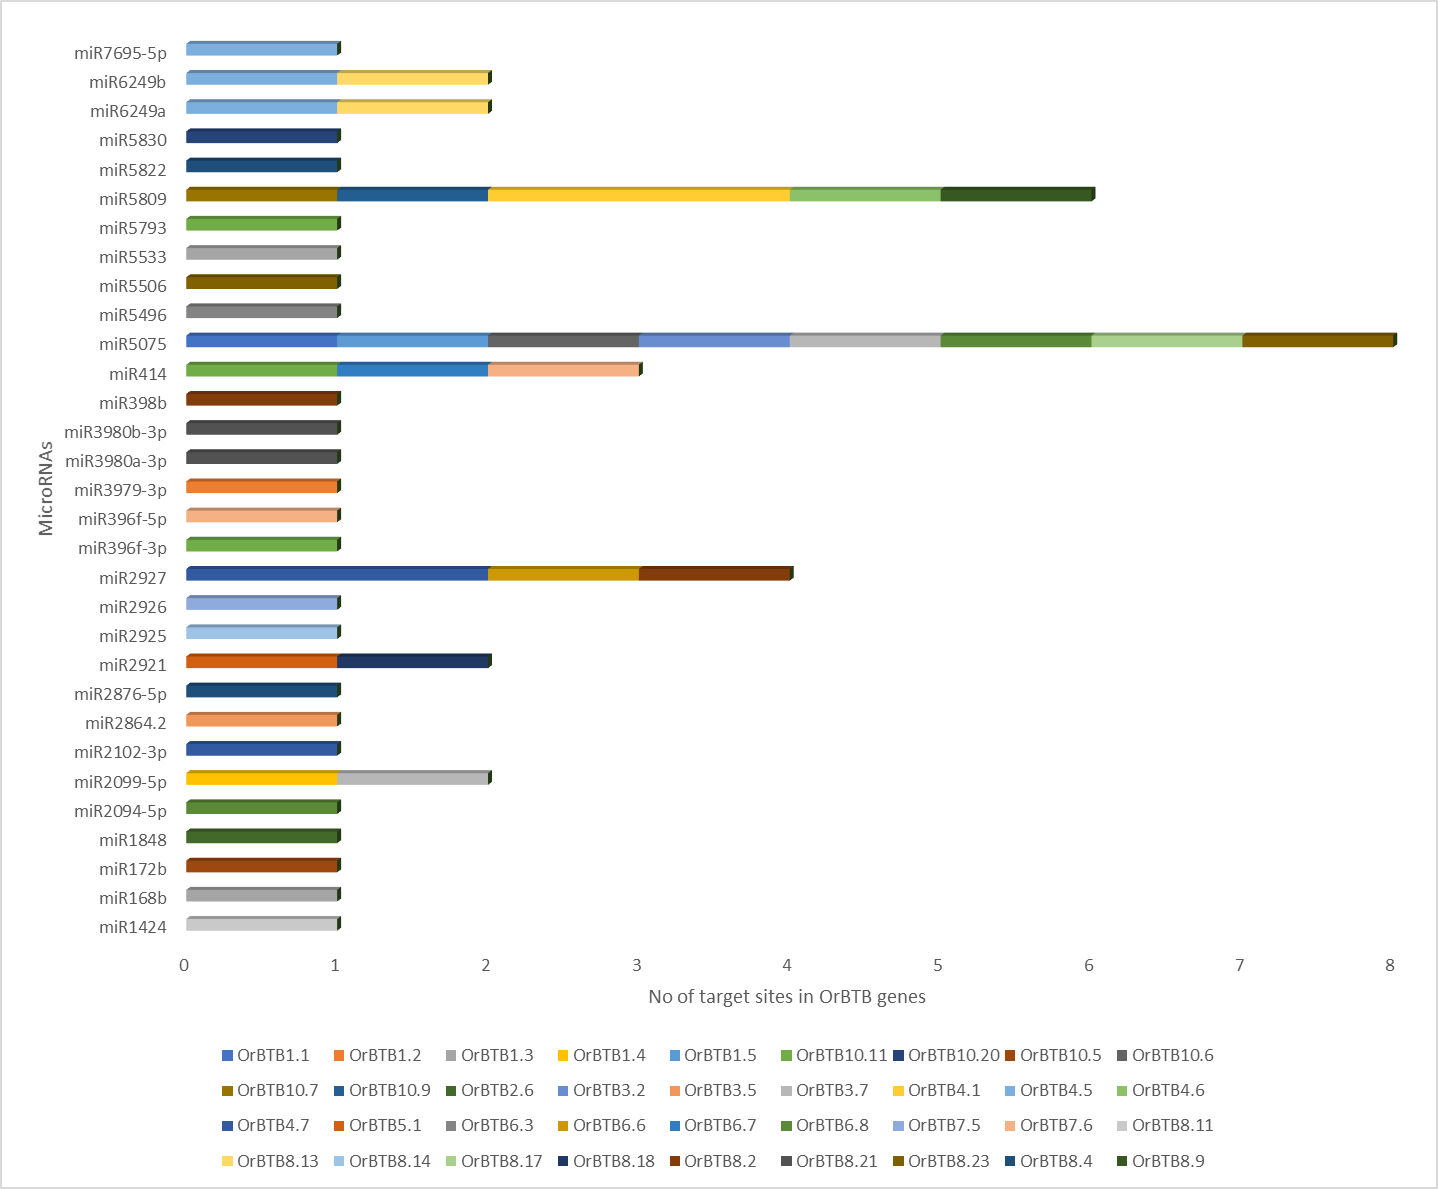 miR7695-5p
miR6249b
miR6249a
miR5830
miR5822
miR5809
miR5793
miR5533
miR5506
miR5496
miR5075
miR414
miR398b
miR3980b-3p
miR3980a-3p
miR3979-3p
miR396f-5p
miR396f-3p
miR2927
miR2926
miR2925
miR2921
miR2876-5p
miR2864.2
miR2102-3p
miR2099-5p
miR2094-5p
miR1848
miR172b
miR168b
miR1424
MicroRNAs
0 1 2 3 4 5 6 7 8
No of target sites in OrBTB genes
OrBTB1.1 OrBTB1.2 OrBTB1.3 OrBTB1.4 OrBTB1.5 OrBTB10.11 OrBTB10.20 OrBTB10.5 OrBTB10.6
OrBTB10.7 OrBTB10.9 OrBTB2.6 OrBTB3.2 OrBTB3.5 OrBTB3.7 OrBTB4.1 OrBTB4.5 OrBTB4.6
OrBTB4.7 OrBTB5.1 OrBTB6.3 OrBTB6.6 OrBTB6.7 OrBTB6.8 OrBTB7.5 OrBTB7.6 OrBTB8.11
OrBTB8.13 OrBTB8.14 OrBTB8.17 OrBTB8.18 OrBTB8.2 OrBTB8.21 OrBTB8.23 OrBTB8.4 OrBTB8.9